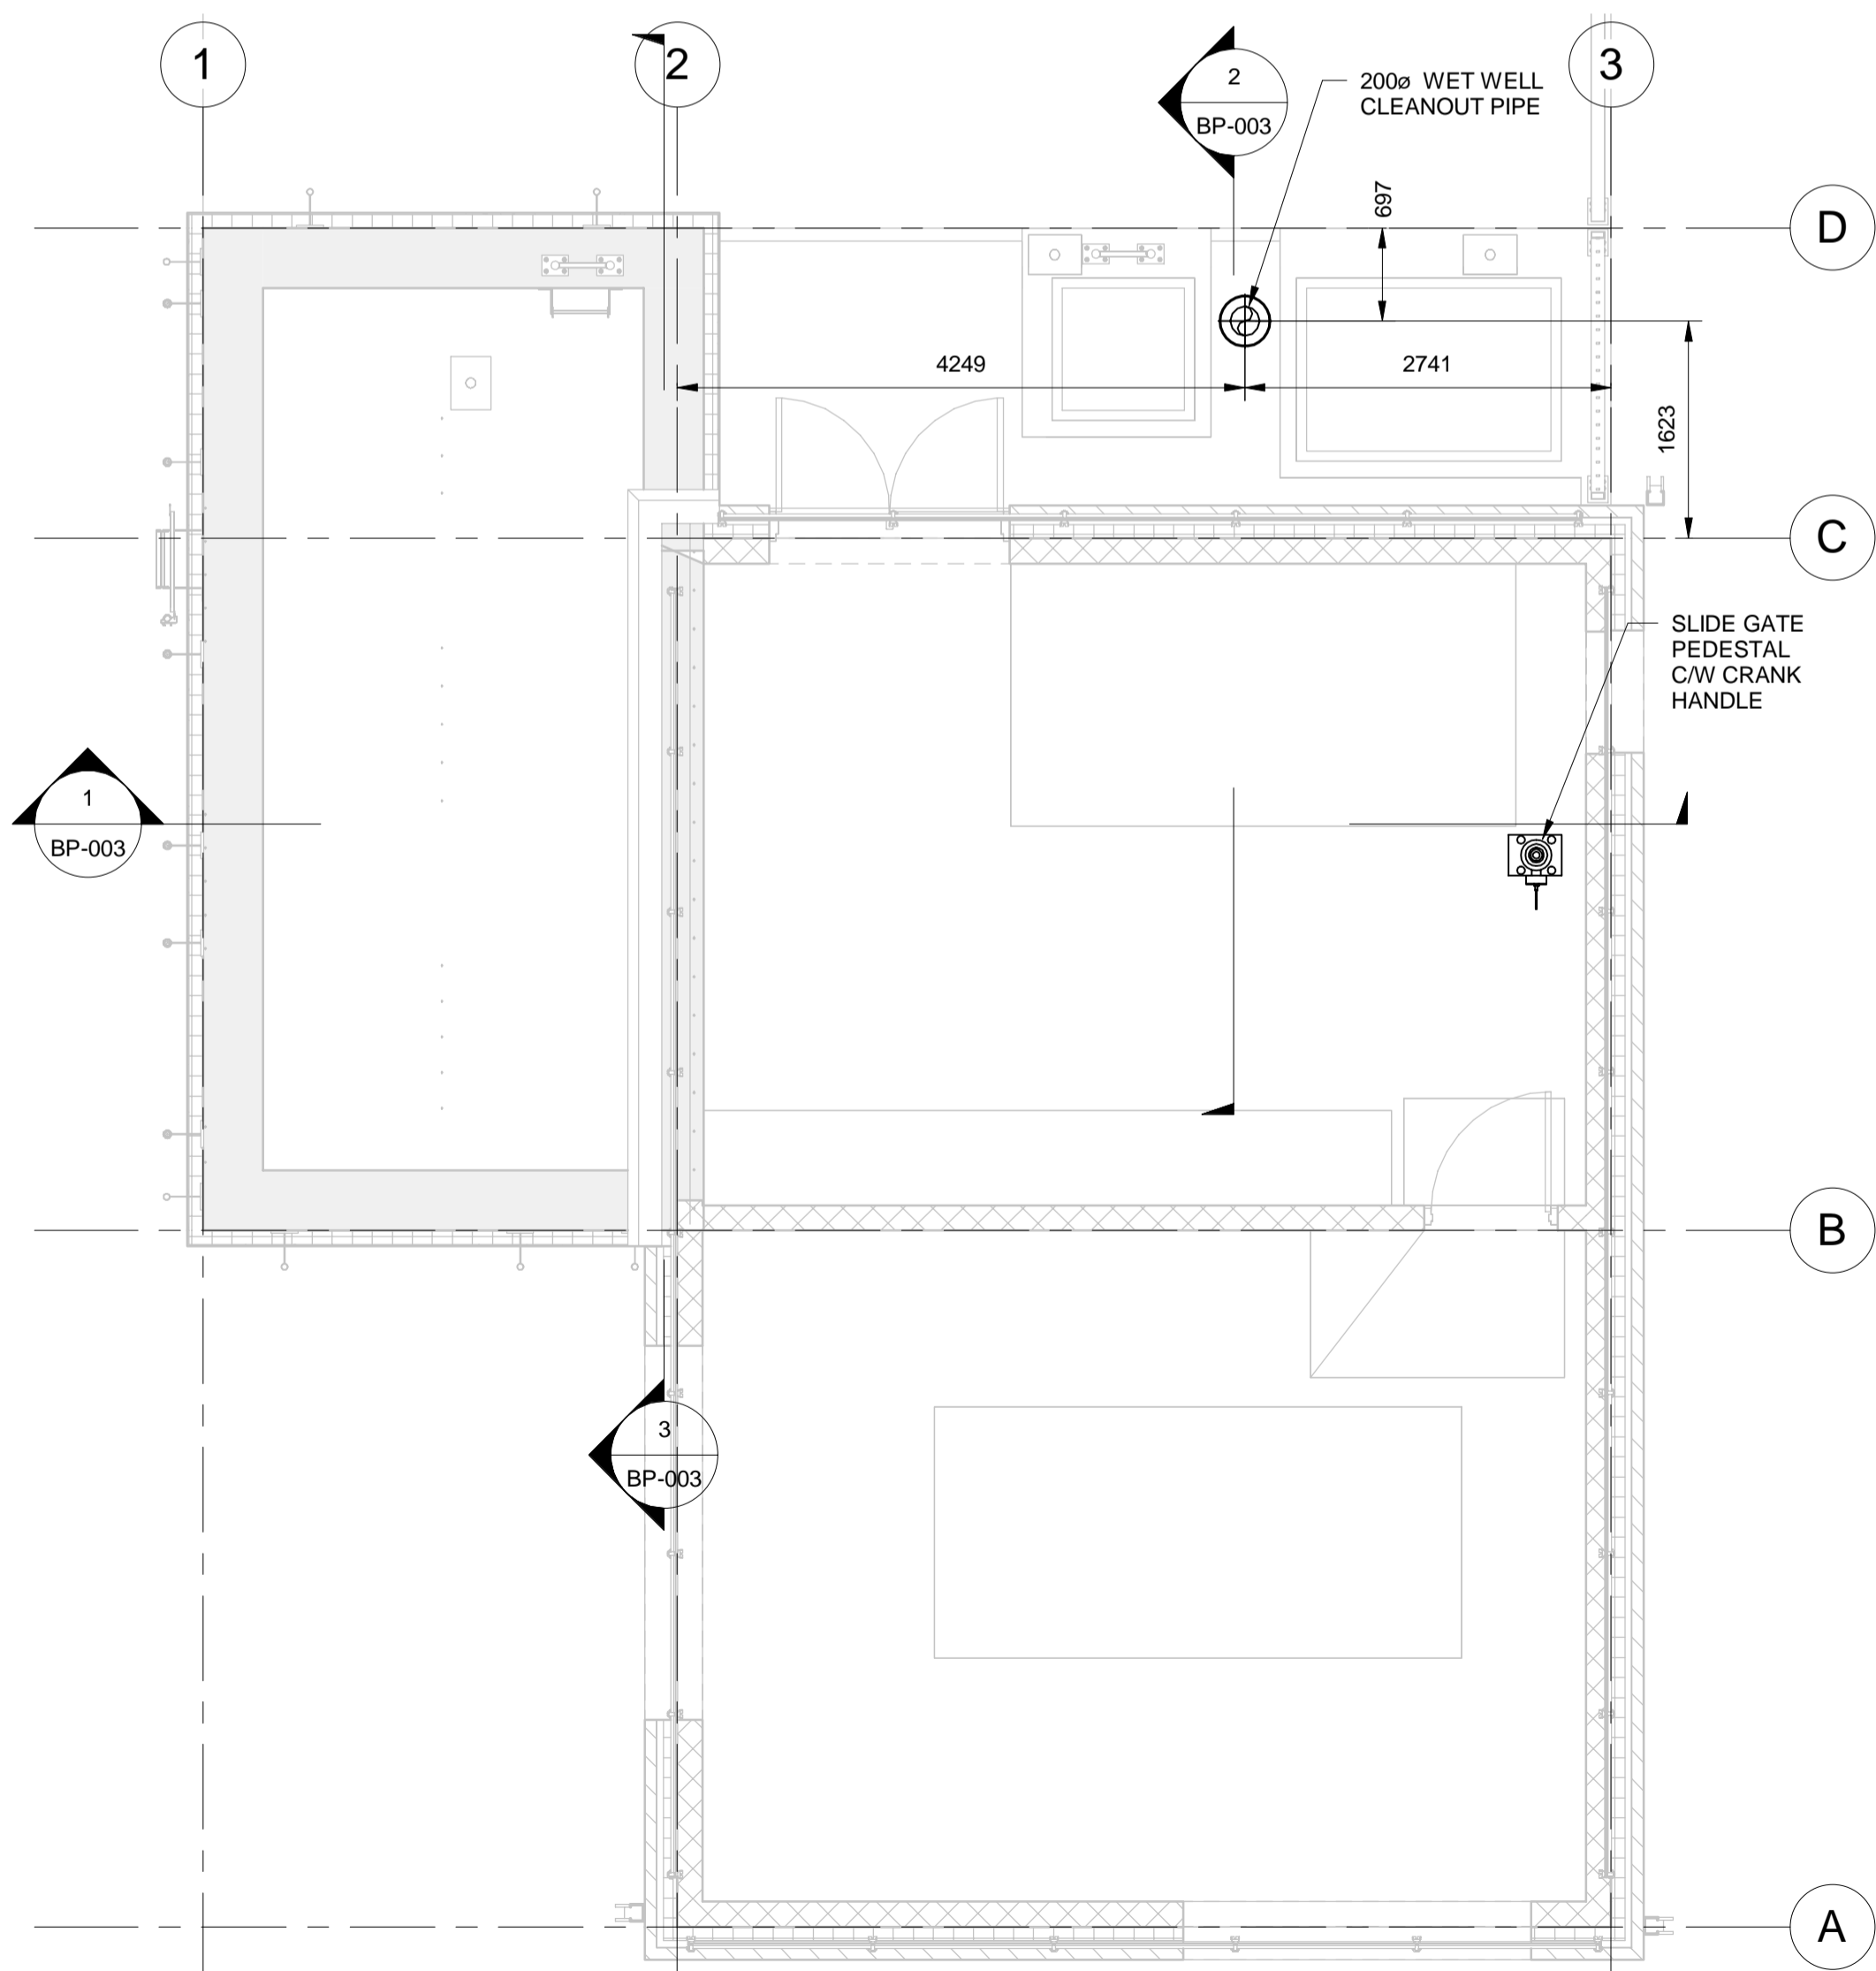 1
2
3
2
BP-003
200ø WET WELL
CLEANOUT PIPE
697
D
4249
2741
1623
C
SLIDE GATE
PEDESTAL
C/W CRANK
HANDLE
1
BP-003
B
3
BP-003
A